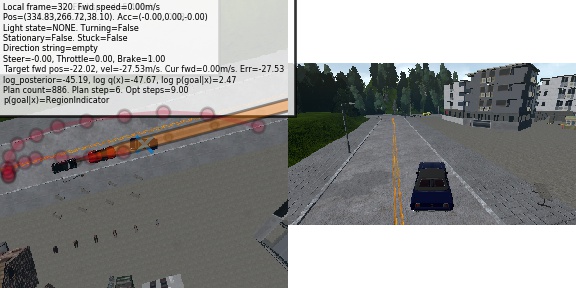 Local frame=320. Fwd speed=0.00m/s
Pos=(334.83,266.72,38.10). Acc=(-0.00,0.00,-0.00)
Light state=NONE. Turning=False
Stationary=False. Stuck=False
Direction string=empty
Steer=-0.00, Throttle=0.00, Brake=1.00
Target fwd pos=-22.02, vel=-27.53m/s. Cur fwd=0.00m/s. Err=-27.53
log_posterior=-45.19, log q(x)=-47.67, log p(goal|x)=2.47
Plan count=886. Plan step=6. Opt steps=9.00
p(goal|x)=RegionIndicator